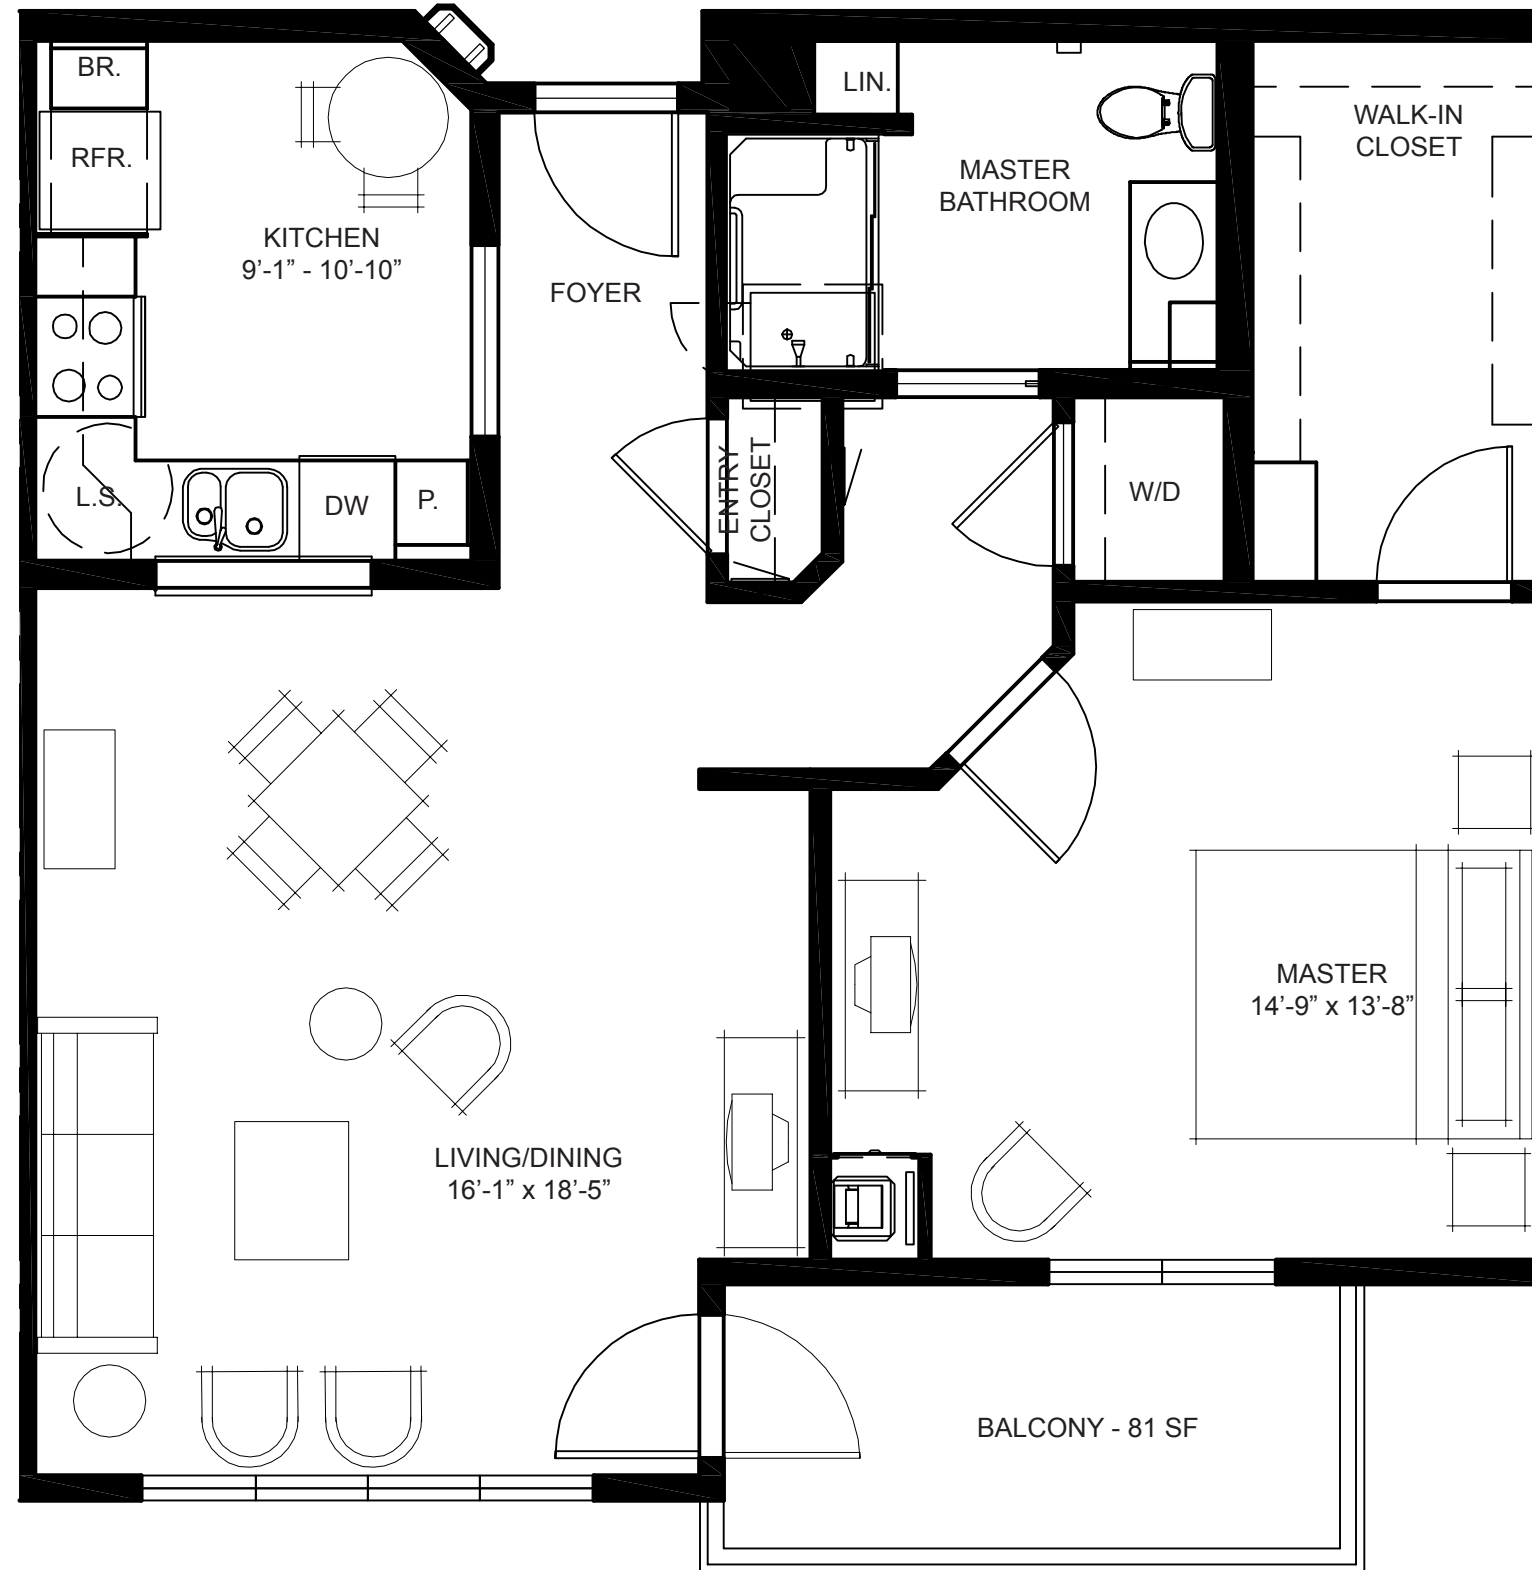 BR.
LIN.
WALK-IN
CLOSET
RFR.
MASTER
BATHROOM
KITCHEN
9’-1” - 10’-10”
FOYER
ENTRY
CLOSET
L.S.
DW
P.
W/D
MASTER
14’-9” x 13’-8”
LIVING/DINING
16’-1” x 18’-5”
BALCONY - 81 SF